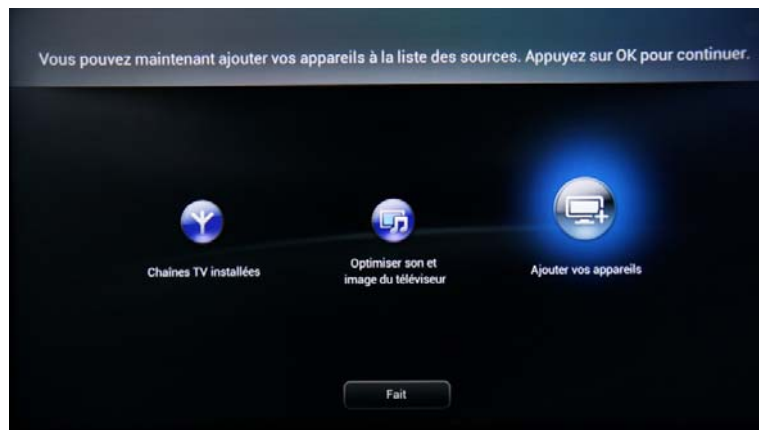 Vous pouvez maintenant ajouter vos appareils à la liste des sources. Appuyez sur OK pour continuer.
Chaînes TV installées
Optimiser son et
image du téléviseur
Ajouter vos appareils
Fait